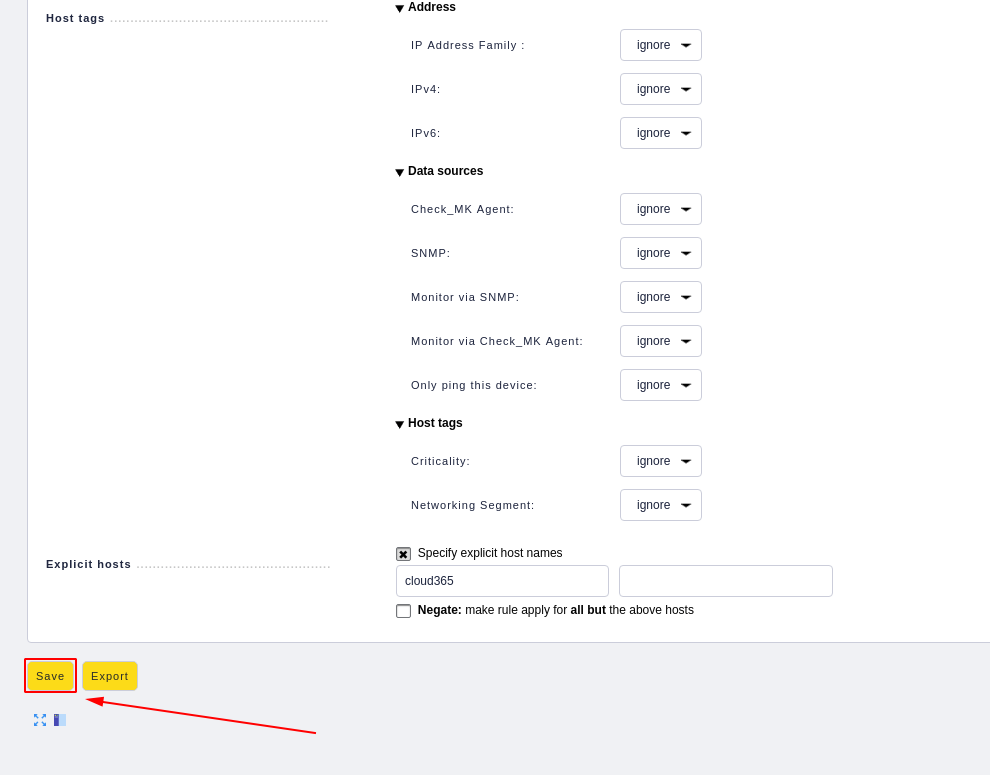 Host tags
Address
IP Address Family :
ignore
IPv4:
ignore
IPv6:
ignore
Data sources
Check_MK Agent:
ignore
SNMP:
ignore
Monitor via SNMP:
ignore
Monitor via Check_MK Agent:
ignore
Only ping this device:
ignore
Host tags
Criticality:
ignore
Networking Segment:
ignore
Explicit hosts
Specify explicit host names
cloud365
Negate: make rule apply for all but the above hosts
Save
Export